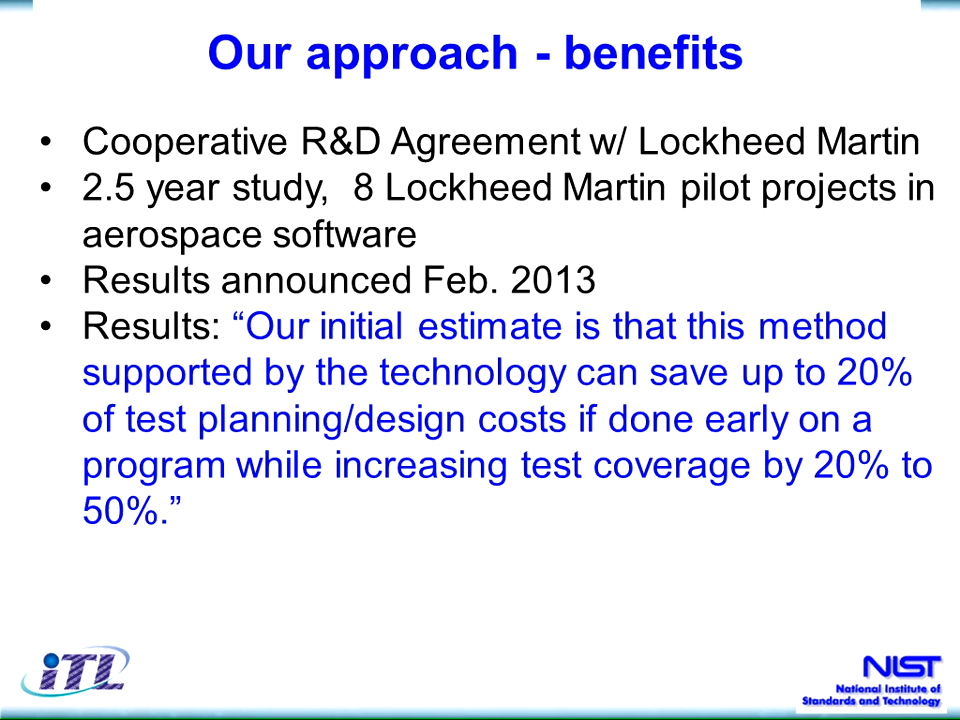 Our approach - benefits
• Cooperative R&D Agreement w/ Lockheed Martin
• 2.5 year study, 8 Lockheed Martin pilot projects in
aerospace software
• Results announced Feb. 2013
• Results: “Our initial estimate is that this method
supported by the technology can save up to 20%
of test planning/design costs if done early on a
program while increasing test coverage by 20% to
50%.”
iTL
NIST
National Institute of
Standards and Technology